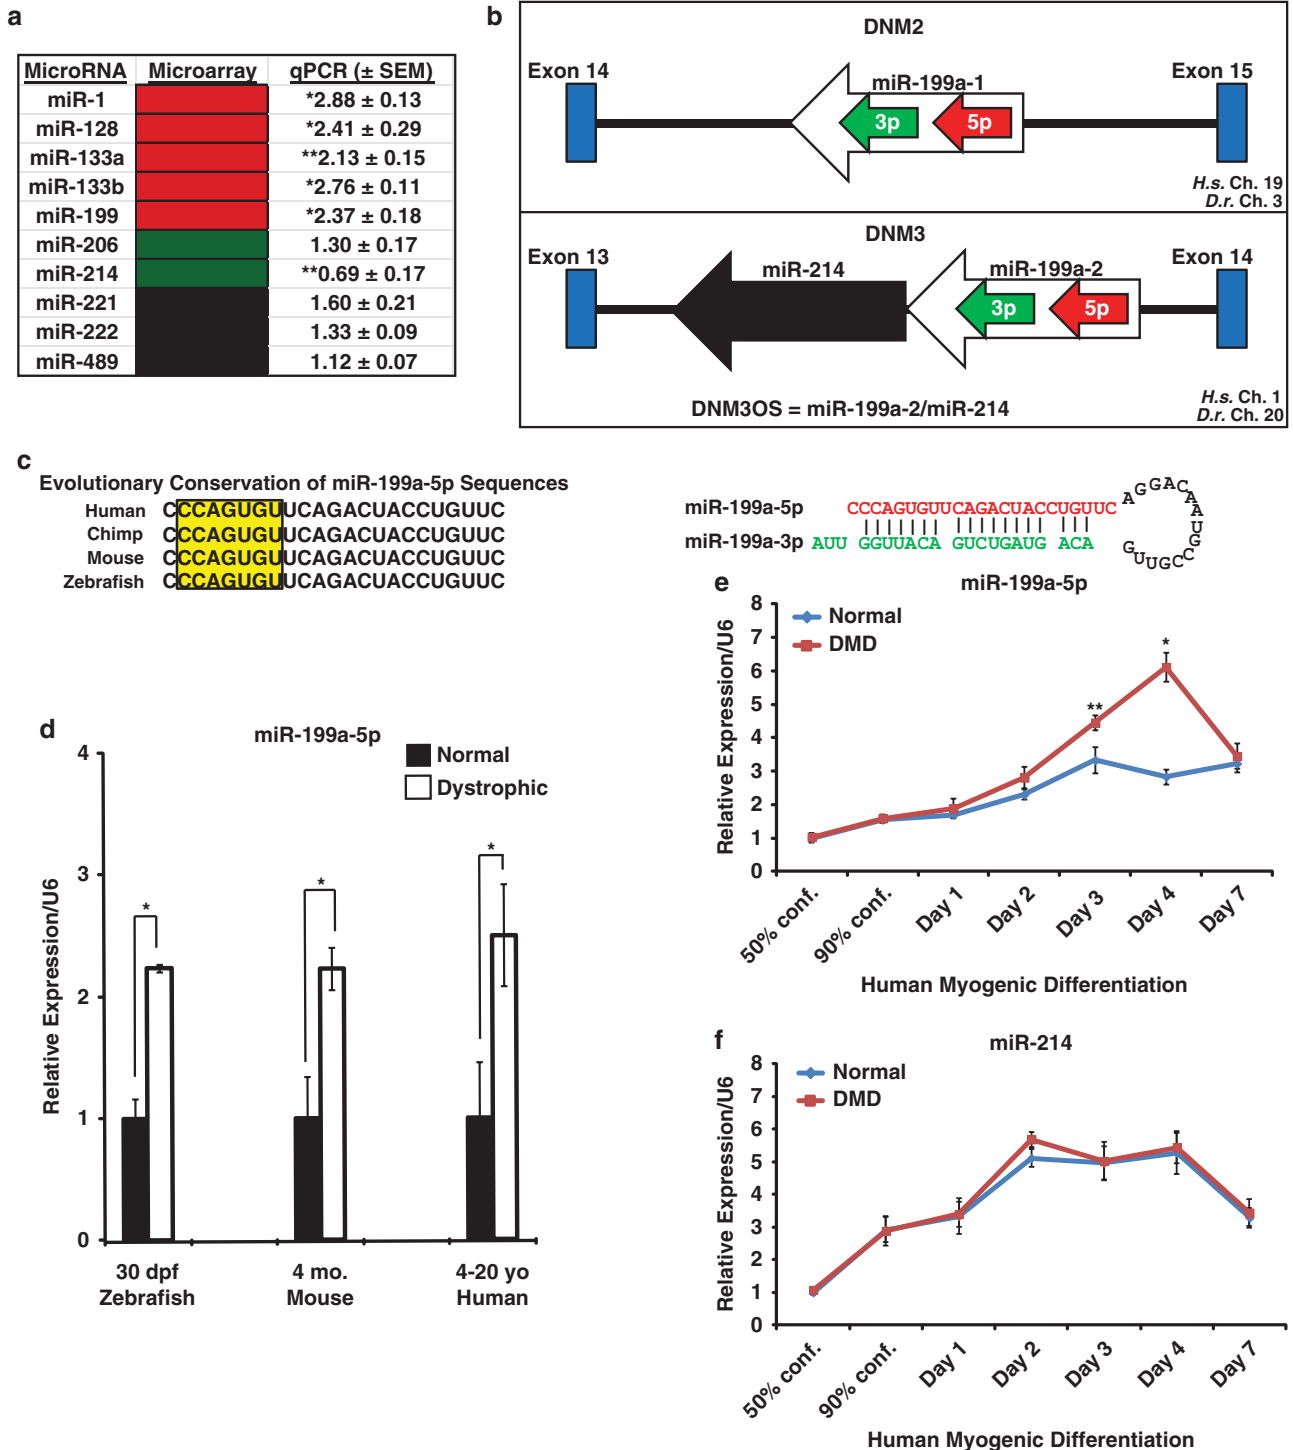 a
MicroRNA Microarray qPCR (± SEM)
miR-1 *2.88 ± 0.13
miR-128 *2.41 ± 0.29
miR-133a **2.13 ± 0.15
miR-133b *2.76 ± 0.11
miR-199 *2.37 ± 0.18
miR-206 1.30 ± 0.17
miR-214 **0.69 ± 0.17
miR-221 1.60 ± 0.21
miR-222 1.33 ± 0.09
miR-489 1.12 ± 0.07
b
DNM2
Exon 14 miR-199a-1 Exon 15
3p 5p
H.s. Ch. 19
D.r. Ch. 3
DNM3
Exon 13 miR-214 miR-199a-2 Exon 14
3p 5p
DNM3OS = miR-199a-2/miR-214
H.s. Ch. 1
D.r. Ch. 20
c
Evolutionary Conservation of miR-199a-5p Sequences
Human CCCAGUGUUCAGACUACCUGUUC
Chimp CCCAGUGUUCAGACUACCUGUUC
Mouse CCCAGUGUUCAGACUACCUGUUC
Zebrafish CCCAGUGUUCAGACUACCUGUUC
miR-199a-5p CCCAGUGUUCAGACUACCUGUUC
AGGACAAAUGCCGUUG
miR-199a-3p AUU GGUUACA GUCUGAUG ACA
d
miR-199a-5p
Normal
Dystrophic
Relative Expression/U6
4
3
2
1
0
* * *
30 dpf 4 mo. 4-20 yo
Zebrafish Mouse Human
e
miR-199a-5p
Normal
DMD
Relative Expression/U6
8
7
6
5
4
3
2
1
0
** *
50% conf. 90% conf. Day 1 Day 2 Day 3 Day 4 Day 7
Human Myogenic Differentiation
f
miR-214
Normal
DMD
Relative Expression/U6
8
7
6
5
4
3
2
1
0
50% conf. 90% conf. Day 1 Day 2 Day 3 Day 4 Day 7
Human Myogenic Differentiation